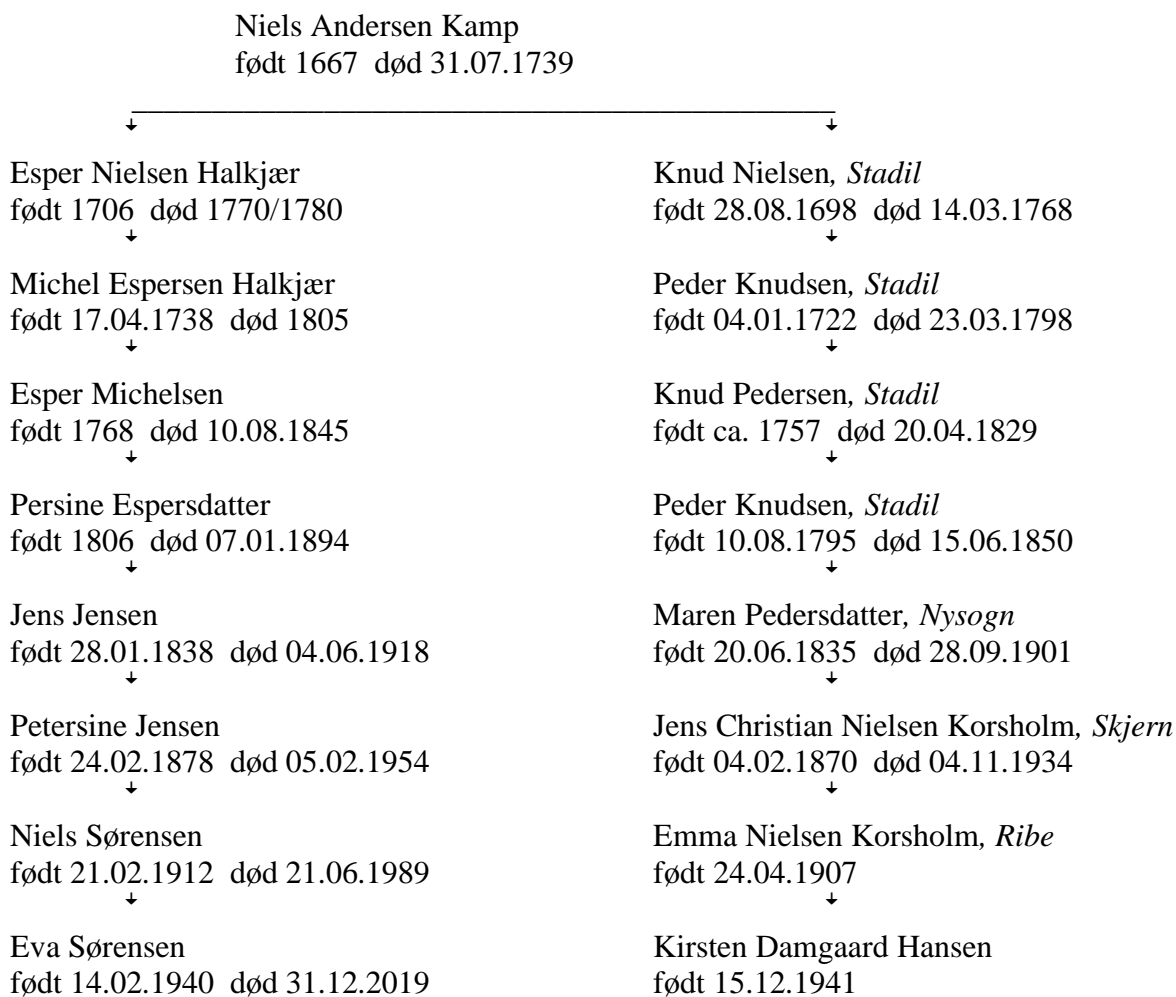 Niels Andersen Kamp
født 1667 død 31.07.1739
Esper Nielsen Halkjær
født 1706 død 1770/1780
Knud Nielsen, Stadil
født 28.08.1698 død 14.03.1768
Michel Espersen Halkjær
født 17.04.1738 død 1805
Peder Knudsen, Stadil
født 04.01.1722 død 23.03.1798
Esper Michelsen
født 1768 død 10.08.1845
Knud Pedersen, Stadil
født ca. 1757 død 20.04.1829
Persine Espersdatter
født 1806 død 07.01.1894
Peder Knudsen, Stadil
født 10.08.1795 død 15.06.1850
Jens Jensen
født 28.01.1838 død 04.06.1918
Maren Pedersdatter, Nysogn
født 20.06.1835 død 28.09.1901
Petersine Jensen
født 24.02.1878 død 05.02.1954
Jens Christian Nielsen Korsholm, Skjern
født 04.02.1870 død 04.11.1934
Niels Sørensen
født 21.02.1912 død 21.06.1989
Emma Nielsen Korsholm, Ribe
født 24.04.1907
Eva Sørensen
født 14.02.1940 død 31.12.2019
Kirsten Damgaard Hansen
født 15.12.1941